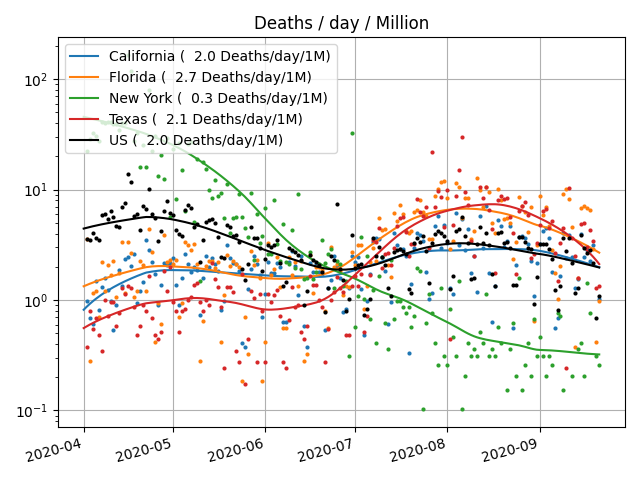 Deaths / day / Million
California (  2.0 Deaths/day/1M)
Florida (  2.7 Deaths/day/1M)
New York (  0.3 Deaths/day/1M)
Texas (  2.1 Deaths/day/1M)
US (  2.0 Deaths/day/1M)
10²
10¹
10⁰
10⁻¹
2020-04 2020-05 2020-06 2020-07 2020-08 2020-09